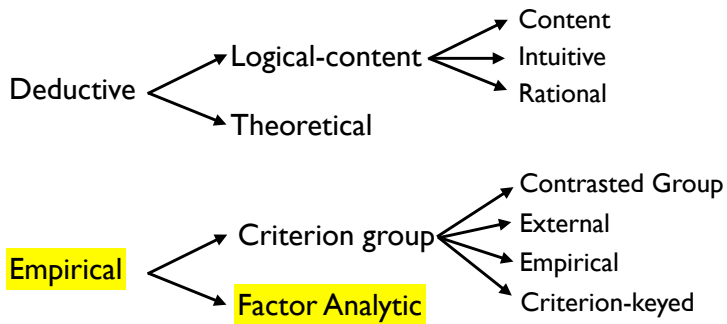 Deductive
Logical-content
Content
Intuitive
Rational
Theoretical
Empirical
Criterion group
Contrasted Group
External
Empirical
Criterion-keyed
Factor Analytic